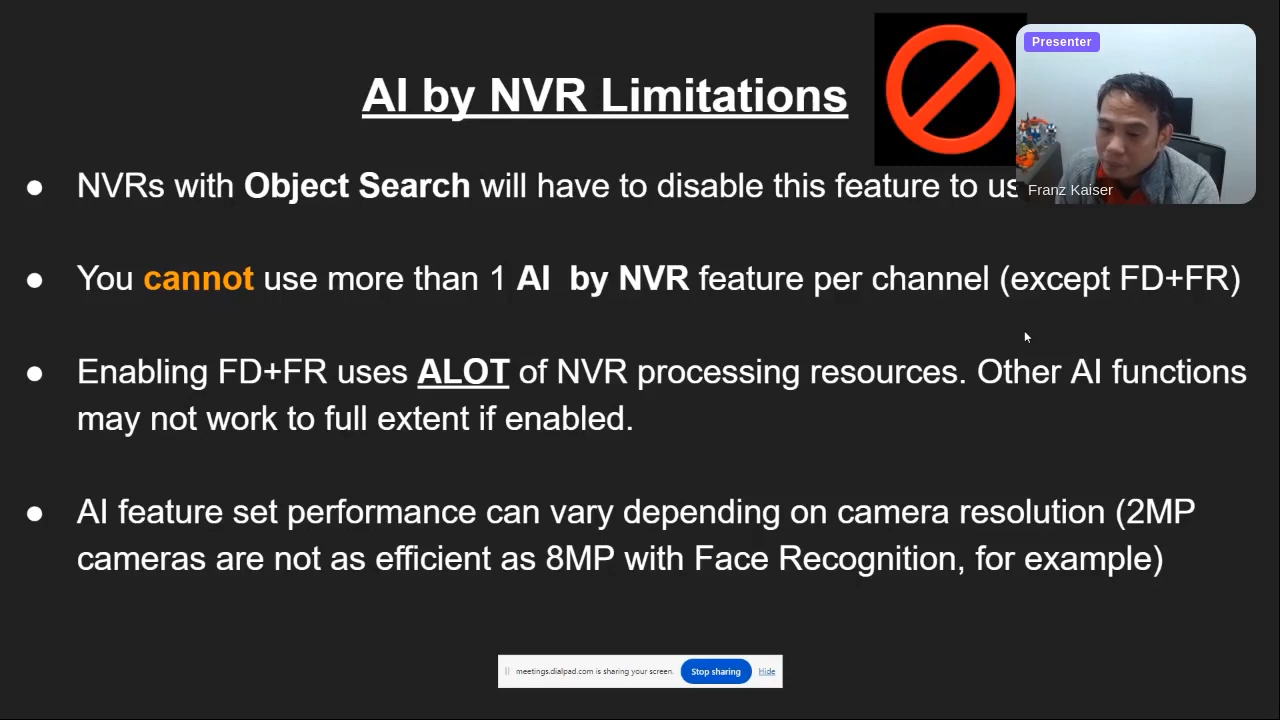 Presenter
AI by NVR Limitations
● NVRs with Object Search will have to disable this feature to us
Franz Kaiser
● You cannot use more than 1 AI by NVR feature per channel (except FD+FR)
● Enabling FD+FR uses ALOT of NVR processing resources. Other AI functions
may not work to full extent if enabled.
● AI feature set performance can vary depending on camera resolution (2MP
cameras are not as efficient as 8MP with Face Recognition, for example)
meetings.dialpad.com is sharing your screen.
Stop sharing
Hide